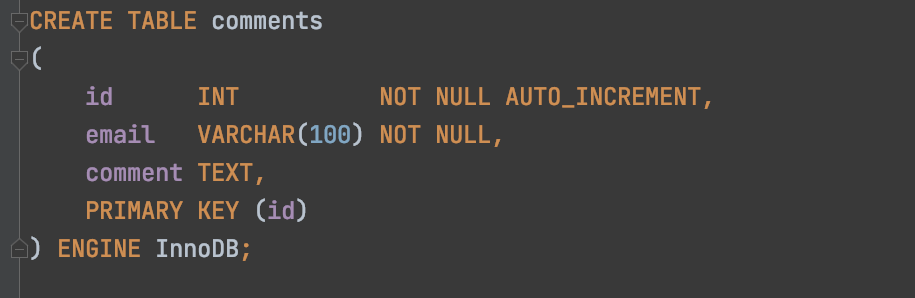 CREATE TABLE comments
(
    id      INT          NOT NULL AUTO_INCREMENT,
    email   VARCHAR(100) NOT NULL,
    comment TEXT,
    PRIMARY KEY (id)
) ENGINE InnoDB;